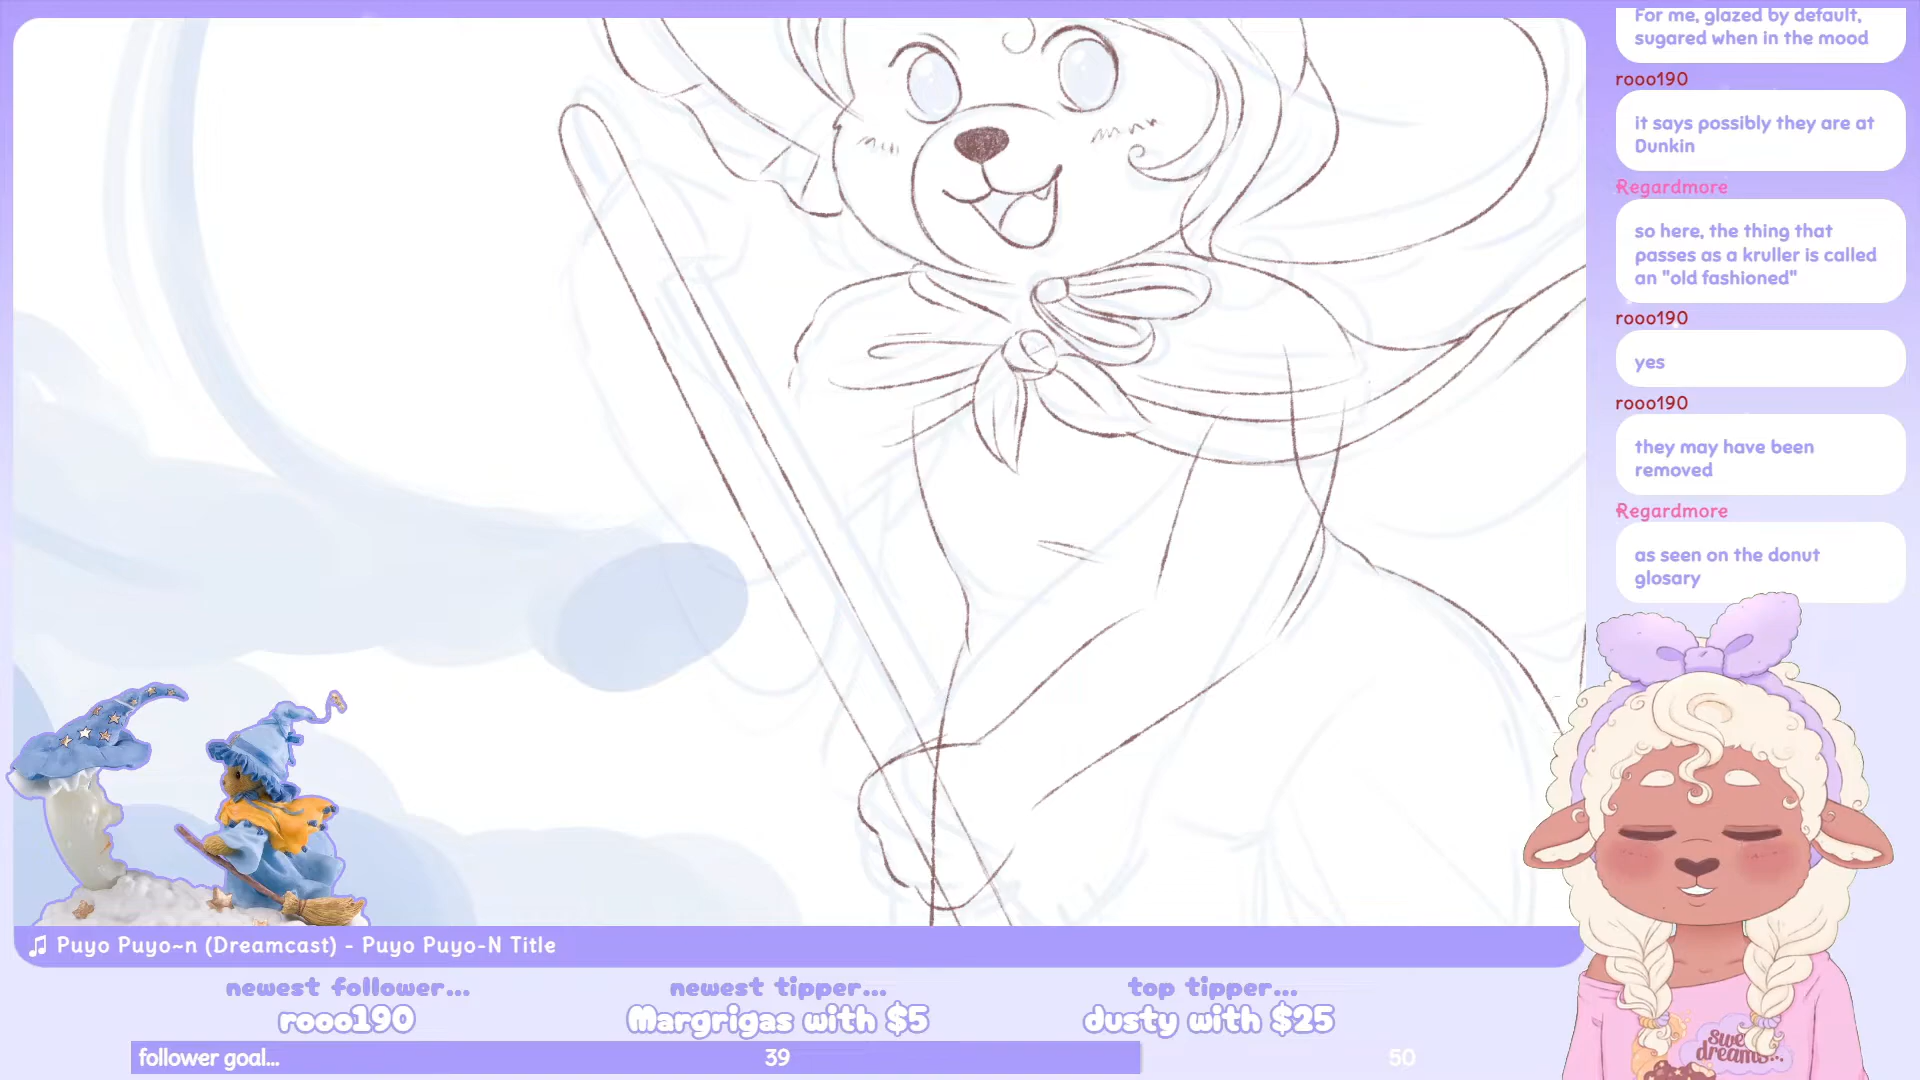 For me, glazed by default,
sugared when in the mood
rooo190
it says possibly they are at
Dunkin
Regardmore
so here, the thing that
passes as a kruller is called
an "old fashioned"
rooo190
yes
rooo190
they may have been
removed
Regardmore
as seen on the donut
glosary
♫ Puyo Puyo~n (Dreamcast) - Puyo Puyo-N Title
newest follower...
rooo190
newest tipper...
Margrigas with $5
top tipper...
dusty with $25
follower goal...
39
50
dreams...